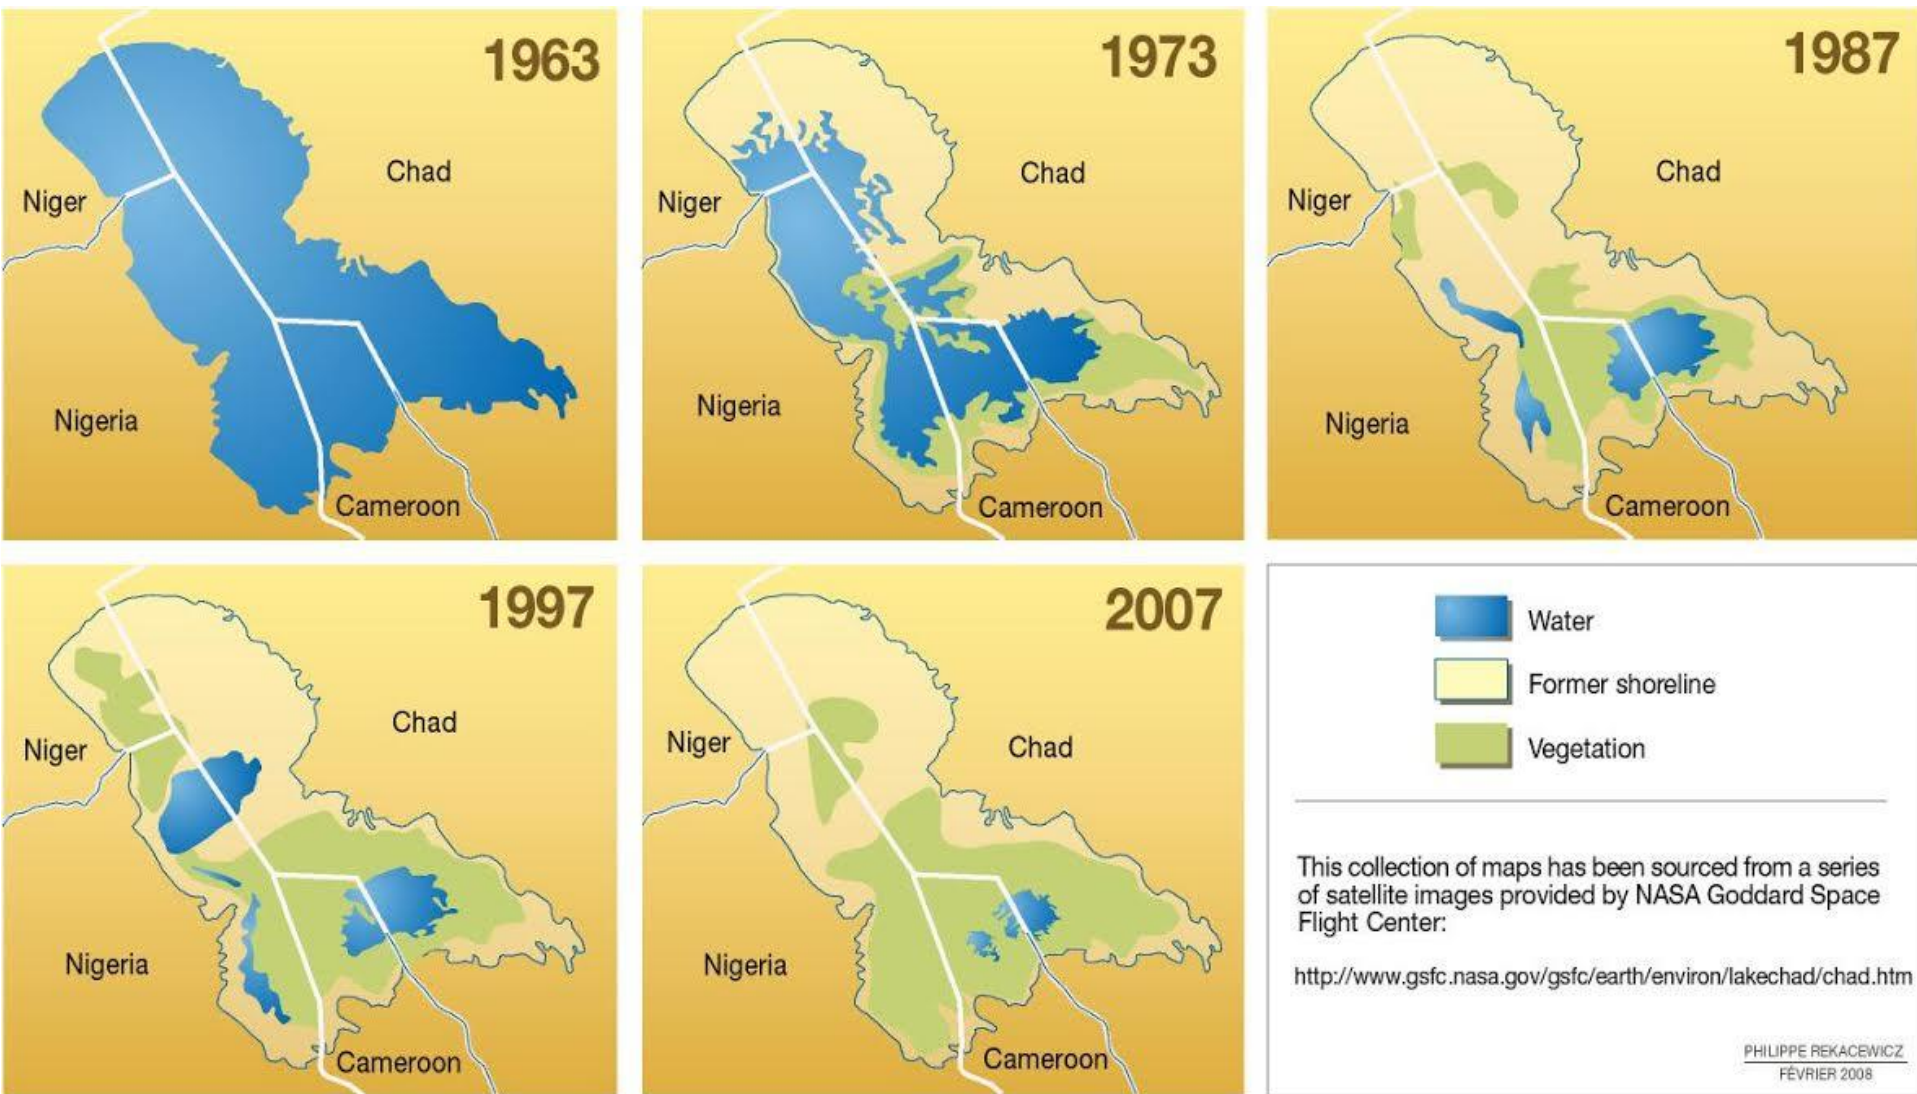 1963
Chad
Niger
Nigeria
Cameroon
1973
Chad
Niger
Nigeria
Cameroon
1987
Chad
Niger
Nigeria
Cameroon
1997
Chad
Niger
Nigeria
Cameroon
2007
Niger
Chad
Nigeria
Cameroon
Water
Former shoreline
Vegetation
This collection of maps has been sourced from a series
of satellite images provided by NASA Goddard Space
Flight Center:
http://www.gsfc.nasa.gov/gsfc/earth/environ/lakechad/chad.htm
PHILIPPE REKACEWICZ
FÉVRIER 2008